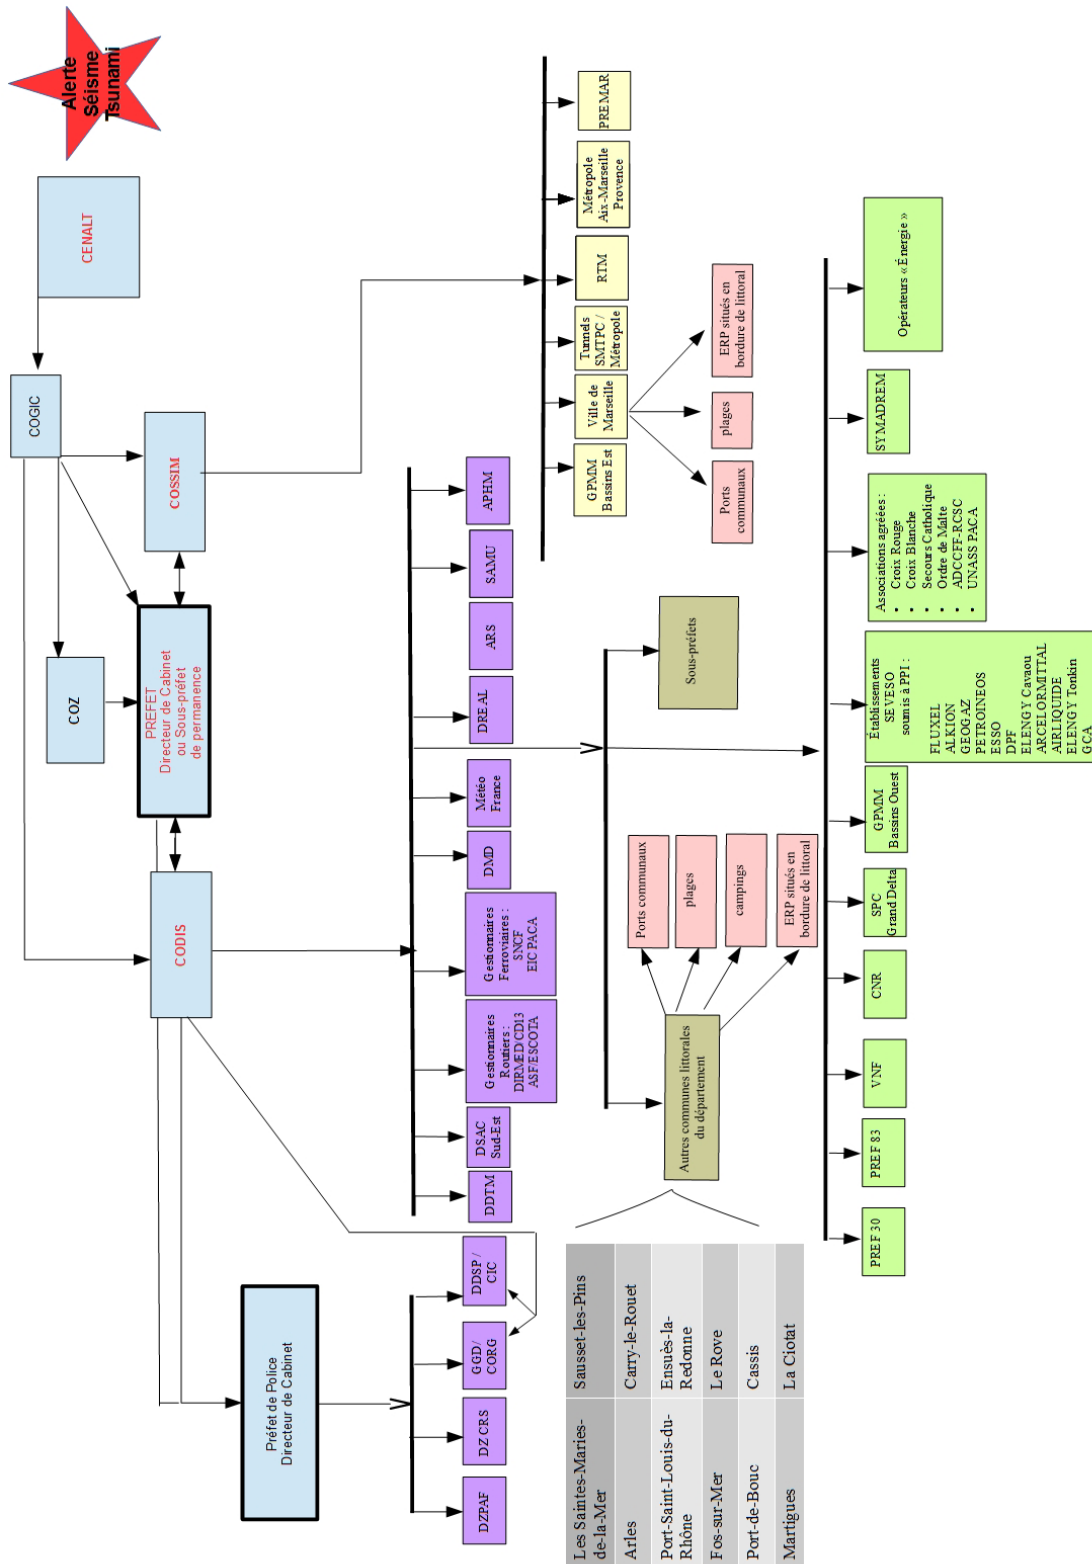 Alerte
Séisme
Tsunami
CENALT
COGIC
COZ
COSSIM
PREFET
Directeur de Cabinet
ou Sous-préfet
de permanence
CODIS
Préfet de Police
Directeur de Cabinet
DZPAF
DZ CRS
GGD/
CORG
DDSP /
CIC
DDTM
DSAC
Sud-Est
Gestionnaires
Routiers :
DIRMED/CD13
ASF/ESCOTA
Gestionnaires
Ferroviaires :
SNCF
EIC PACA
DMD
Météo
France
DREAL
ARS
SAMU
APHM
GPMM
Bassins Est
Ville de
Marseille
Tunnels
SMTPC /
Métropole
RTM
Métropole
Aix-Marseille
Provence
PREMAR
Ports
communaux
plages
ERP situés en
bordure de littoral
Sous-préfets
Autres communes littorales
du département
Ports communaux
plages
campings
ERP situés en
bordure de littoral
Les Saintes-Maries-
de-la-Mer
Sausset-les-Pins
Arles
Carry-le-Rouet
Port-Saint-Louis-du-
Rhône
Ensuès-la-
Redonne
Fos-sur-Mer
Le Rove
Port-de-Bouc
Cassis
Martigues
La Ciotat
PREF 30
PREF 83
VNF
CNR
SPC
Grand Delta
GPMM
Bassins Ouest
Établissements
SEVESO
soumis à PPI :
FLUXEL
ALKION
GEOGAZ
PETROINEOS
ESSO
DPF
ELENGY Cavaou
ARCELORMITTAL
AIRLIQUIDE
ELENGY Tonkin
GCA
Associations agréées :
• Croix Rouge
• Croix Blanche
• Secours Catholique
• Ordre de Malte
• ADCCFF-RCSC
• UNASS PACA
SYMADREM
Opérateurs « Énergie »